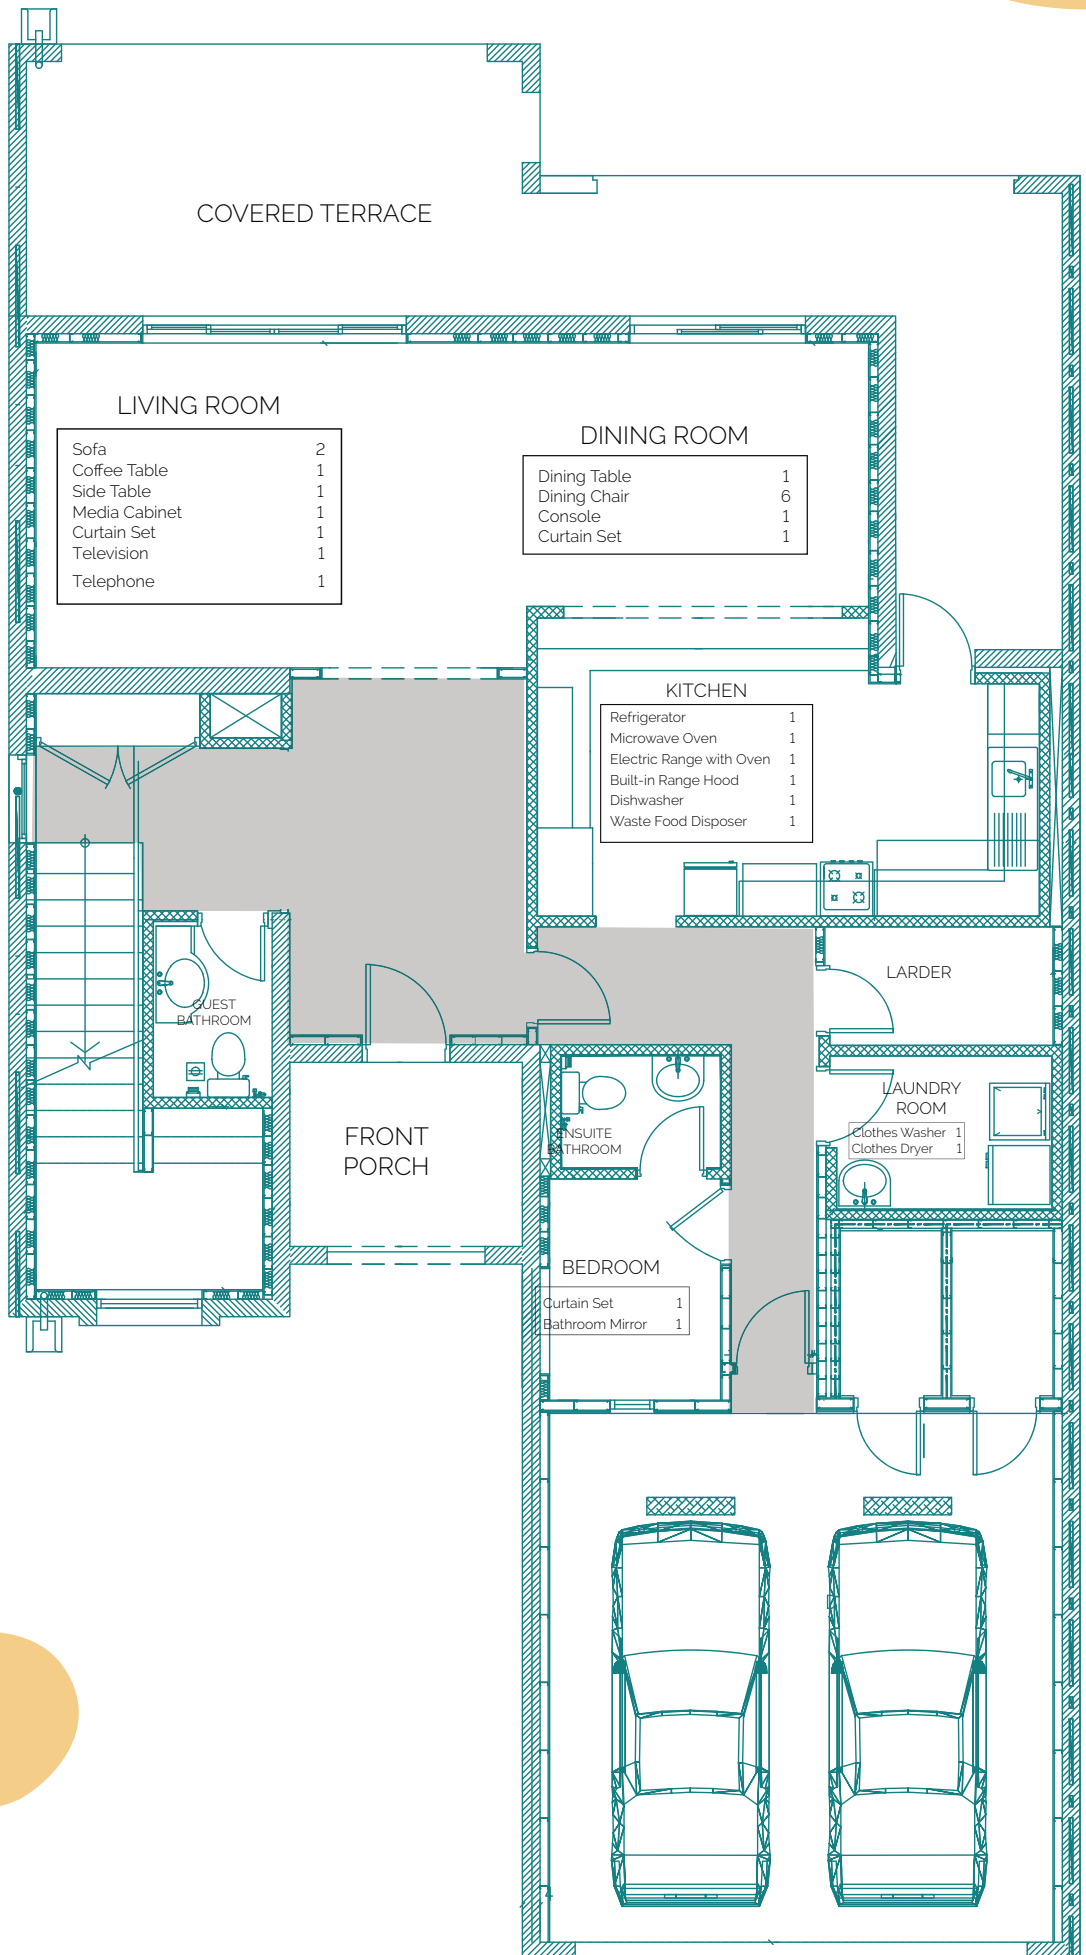 COVERED TERRACE
LIVING ROOM
Sofa 2
Coffee Table 1
Side Table 1
Media Cabinet 1
Curtain Set 1
Television 1
Telephone 1
DINING ROOM
Dining Table 1
Dining Chair 6
Console 1
Curtain Set 1
KITCHEN
Refrigerator 1
Microwave Oven 1
Electric Range with Oven 1
Built-in Range Hood 1
Dishwasher 1
Waste Food Disposer 1
LARDER
GUEST
BATHROOM
LAUNDRY
ROOM
Clothes Washer 1
Clothes Dryer 1
FRONT
PORCH
ENSUITE
BATHROOM
BEDROOM
Curtain Set 1
Bathroom Mirror 1